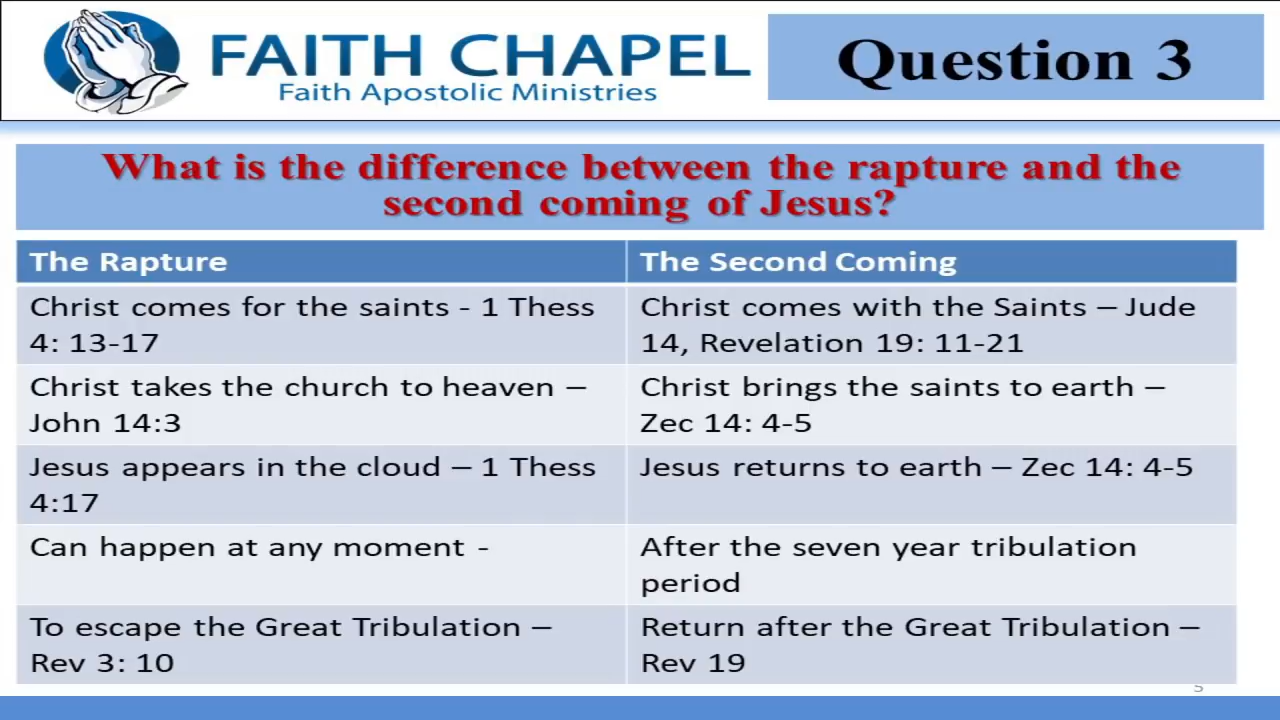 FAITH CHAPEL
Faith Apostolic Ministries
Question 3
What is the difference between the rapture and the
second coming of Jesus?
The Rapture
The Second Coming
Christ comes for the saints - 1 Thess
4: 13-17
Christ comes with the Saints – Jude
14, Revelation 19: 11-21
Christ takes the church to heaven –
John 14:3
Christ brings the saints to earth –
Zec 14: 4-5
Jesus appears in the cloud – 1 Thess
4:17
Jesus returns to earth – Zec 14: 4-5
Can happen at any moment -
After the seven year tribulation
period
To escape the Great Tribulation –
Rev 3: 10
Return after the Great Tribulation –
Rev 19
5